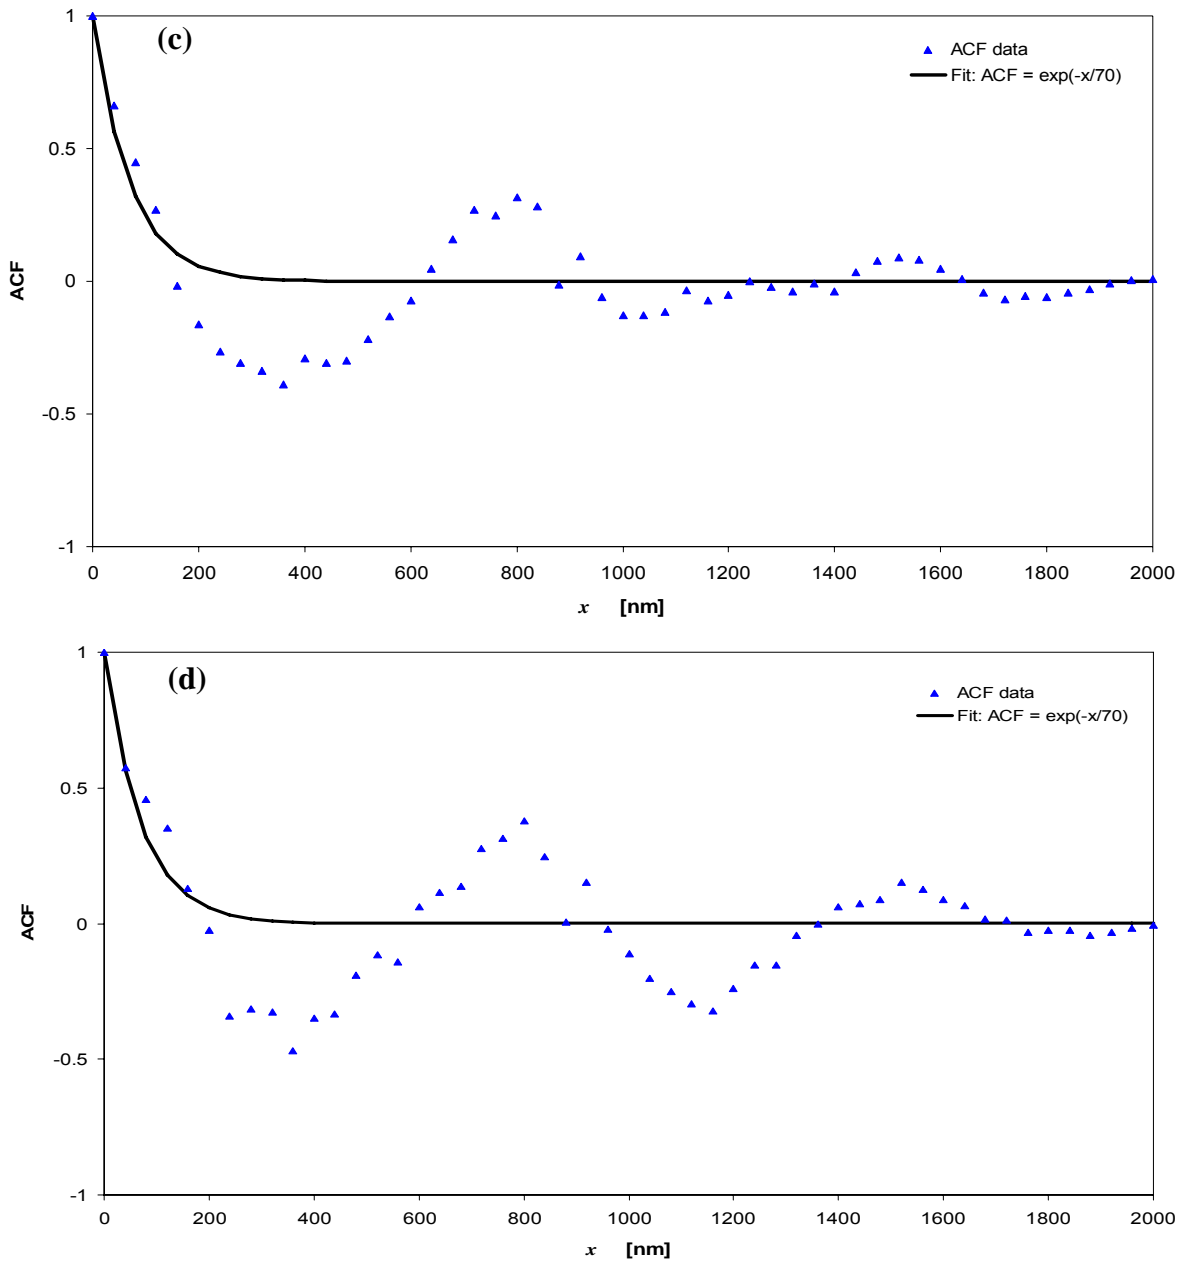 (c)
ACF data
Fit: ACF = exp(-x/70)
1
0.5
0
-0.5
-1
ACF
0 200 400 600 800 1000 1200 1400 1600 1800 2000
x [nm]
(d)
ACF data
Fit: ACF = exp(-x/70)
1
0.5
0
-0.5
-1
ACF
0 200 400 600 800 1000 1200 1400 1600 1800 2000
x [nm]